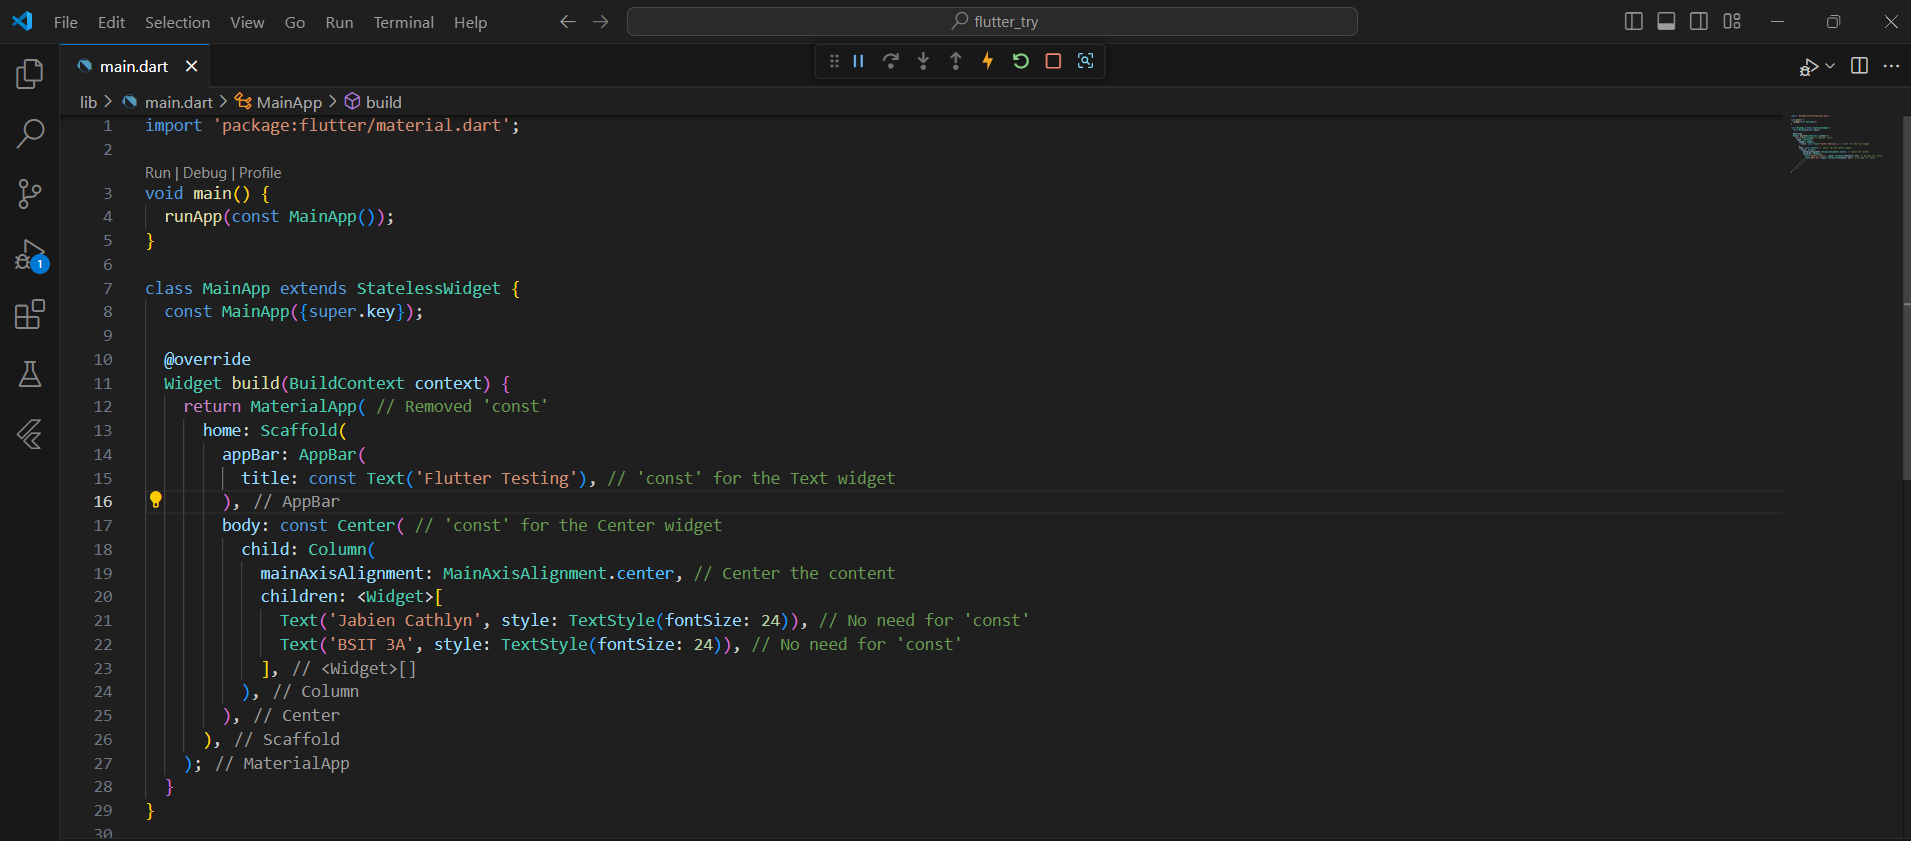 File Edit Selection View Go Run Terminal Help
flutter_try
main.dart
lib > main.dart > MainApp > build
1 import 'package:flutter/material.dart';
2
Run | Debug | Profile
3 void main() {
4 runApp(const MainApp());
5 }
6
7 class MainApp extends StatelessWidget {
8 const MainApp({super.key});
9
10 @override
11 Widget build(BuildContext context) {
12 return MaterialApp( // Removed 'const'
13 home: Scaffold(
14 appBar: AppBar(
15 title: const Text('Flutter Testing'), // 'const' for the Text widget
16 ), // AppBar
17 body: const Center( // 'const' for the Center widget
18 child: Column(
19 mainAxisAlignment: MainAxisAlignment.center, // Center the content
20 children: <Widget>[
21 Text('Jabien Cathlyn', style: TextStyle(fontSize: 24)), // No need for 'const'
22 Text('BSIT 3A', style: TextStyle(fontSize: 24)), // No need for 'const'
23 ], // <Widget>[]
24 ), // Column
25 ), // Center
26 ), // Scaffold
27 ); // MaterialApp
28 }
29 }
30
1